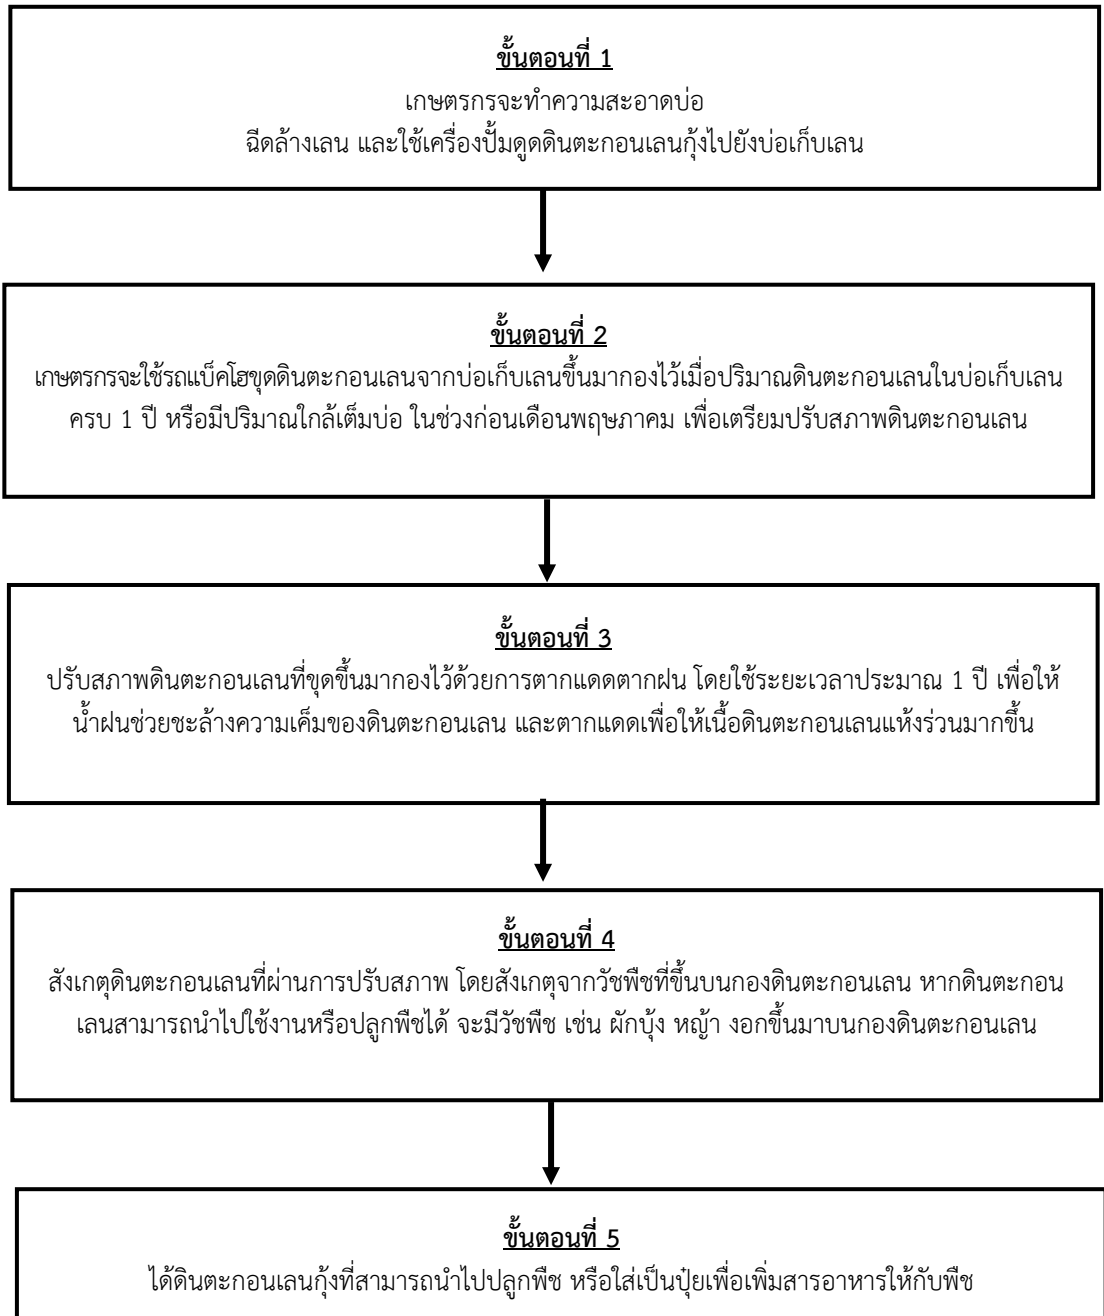 ขั้นตอนที่ 1
เกษตรกรจะทำความสะอาดบ่อ
ฉีดล้างเลน และใช้เครื่องปั้มดูดดินตะกอนเลนกุ้งไปยังบ่อเก็บเลน
ขั้นตอนที่ 2
เกษตรกรจะใช้รถแบ็คโฮขุดดินตะกอนเลนจากบ่อเก็บเลนขึ้นมากองไว้เมื่อปริมาณดินตะกอนเลนในบ่อเก็บเลน
ครบ 1 ปี หรือมีปริมาณใกล้เต็มบ่อ ในช่วงก่อนเดือนพฤษภาคม เพื่อเตรียมปรับสภาพดินตะกอนเลน
ขั้นตอนที่ 3
ปรับสภาพดินตะกอนเลนที่ขุดขึ้นมากองไว้ด้วยการตากแดดตากฝน โดยใช้ระยะเวลาประมาณ 1 ปี เพื่อให้
น้ำฝนช่วยชะล้างความเค็มของดินตะกอนเลน และตากแดดเพื่อให้เนื้อดินตะกอนเลนแห้งร่วนมากขึ้น
ขั้นตอนที่ 4
สังเกตุดินตะกอนเลนที่ผ่านการปรับสภาพ โดยสังเกตุจากวัชพืชที่ขึ้นบนกองดินตะกอนเลน หากดินตะกอน
เลนสามารถนำไปใช้งานหรือปลูกพืชได้ จะมีวัชพืช เช่น ผักบุ้ง หญ้า งอกขึ้นมาบนกองดินตะกอนเลน
ขั้นตอนที่ 5
ได้ดินตะกอนเลนกุ้งที่สามารถนำไปปลูกพืช หรือใส่เป็นปุ๋ยเพื่อเพิ่มสารอาหารให้กับพืช